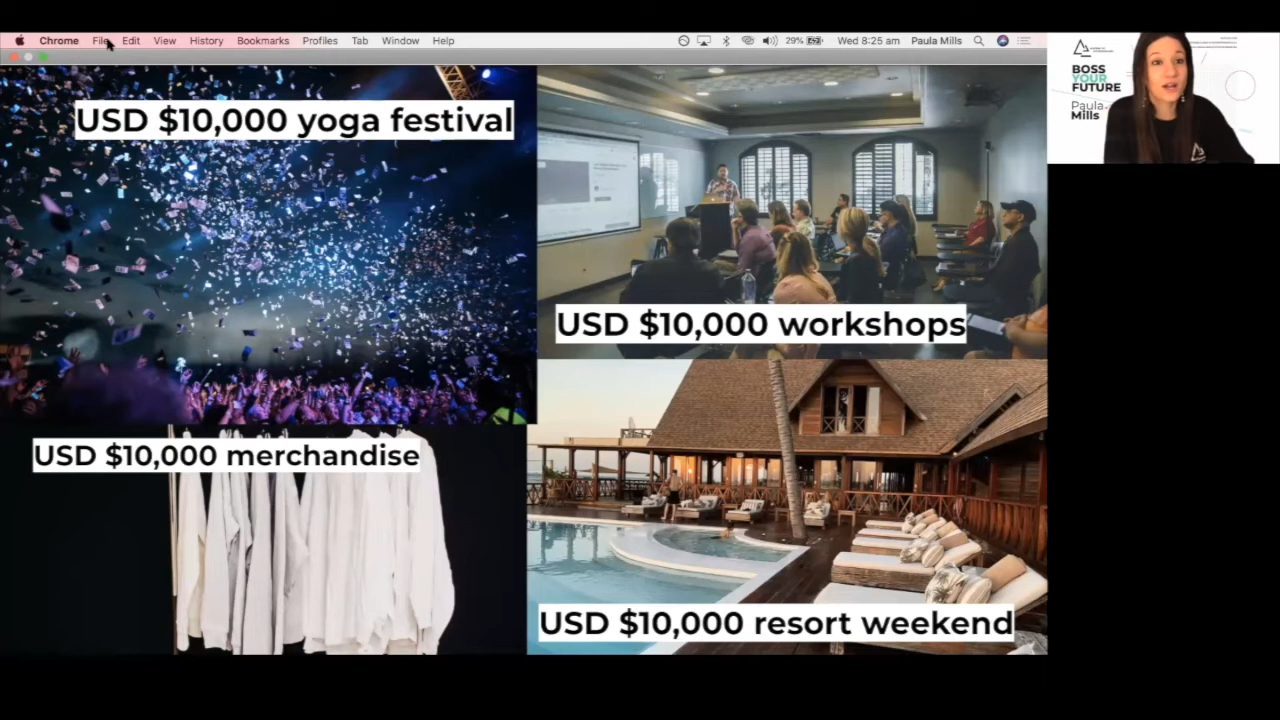 Chrome File Edit View History Bookmarks Profiles Tab Window Help
29% Wed 8:25 am Paula Mills
USD $10,000 yoga festival
USD $10,000 workshops
USD $10,000 merchandise
USD $10,000 resort weekend
BOSS
YOUR
FUTURE
Paula
Mills